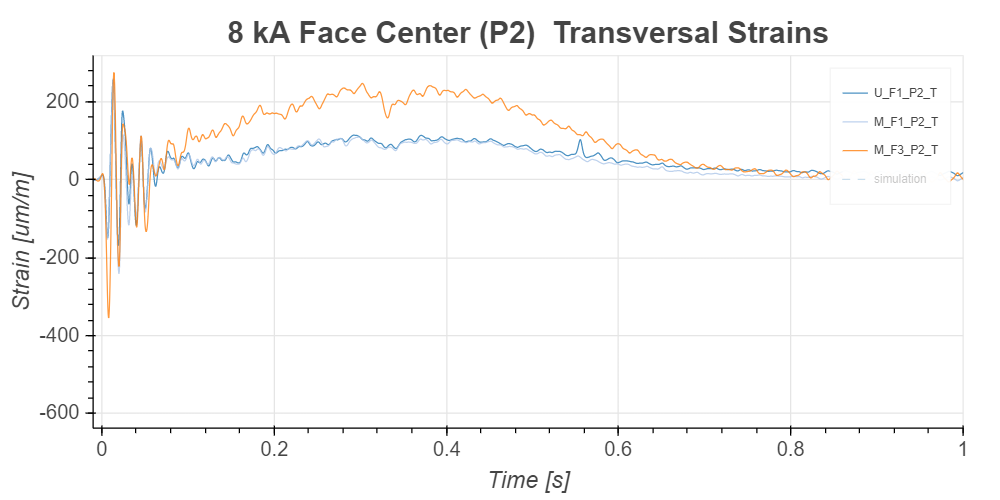 8 kA Face Center (P2)  Transversal Strains
Strain [um/m]
200
0
-200
-400
-600
U_F1_P2_T
M_F1_P2_T
M_F3_P2_T
simulation
0
0.2
0.4
0.6
0.8
1
Time [s]